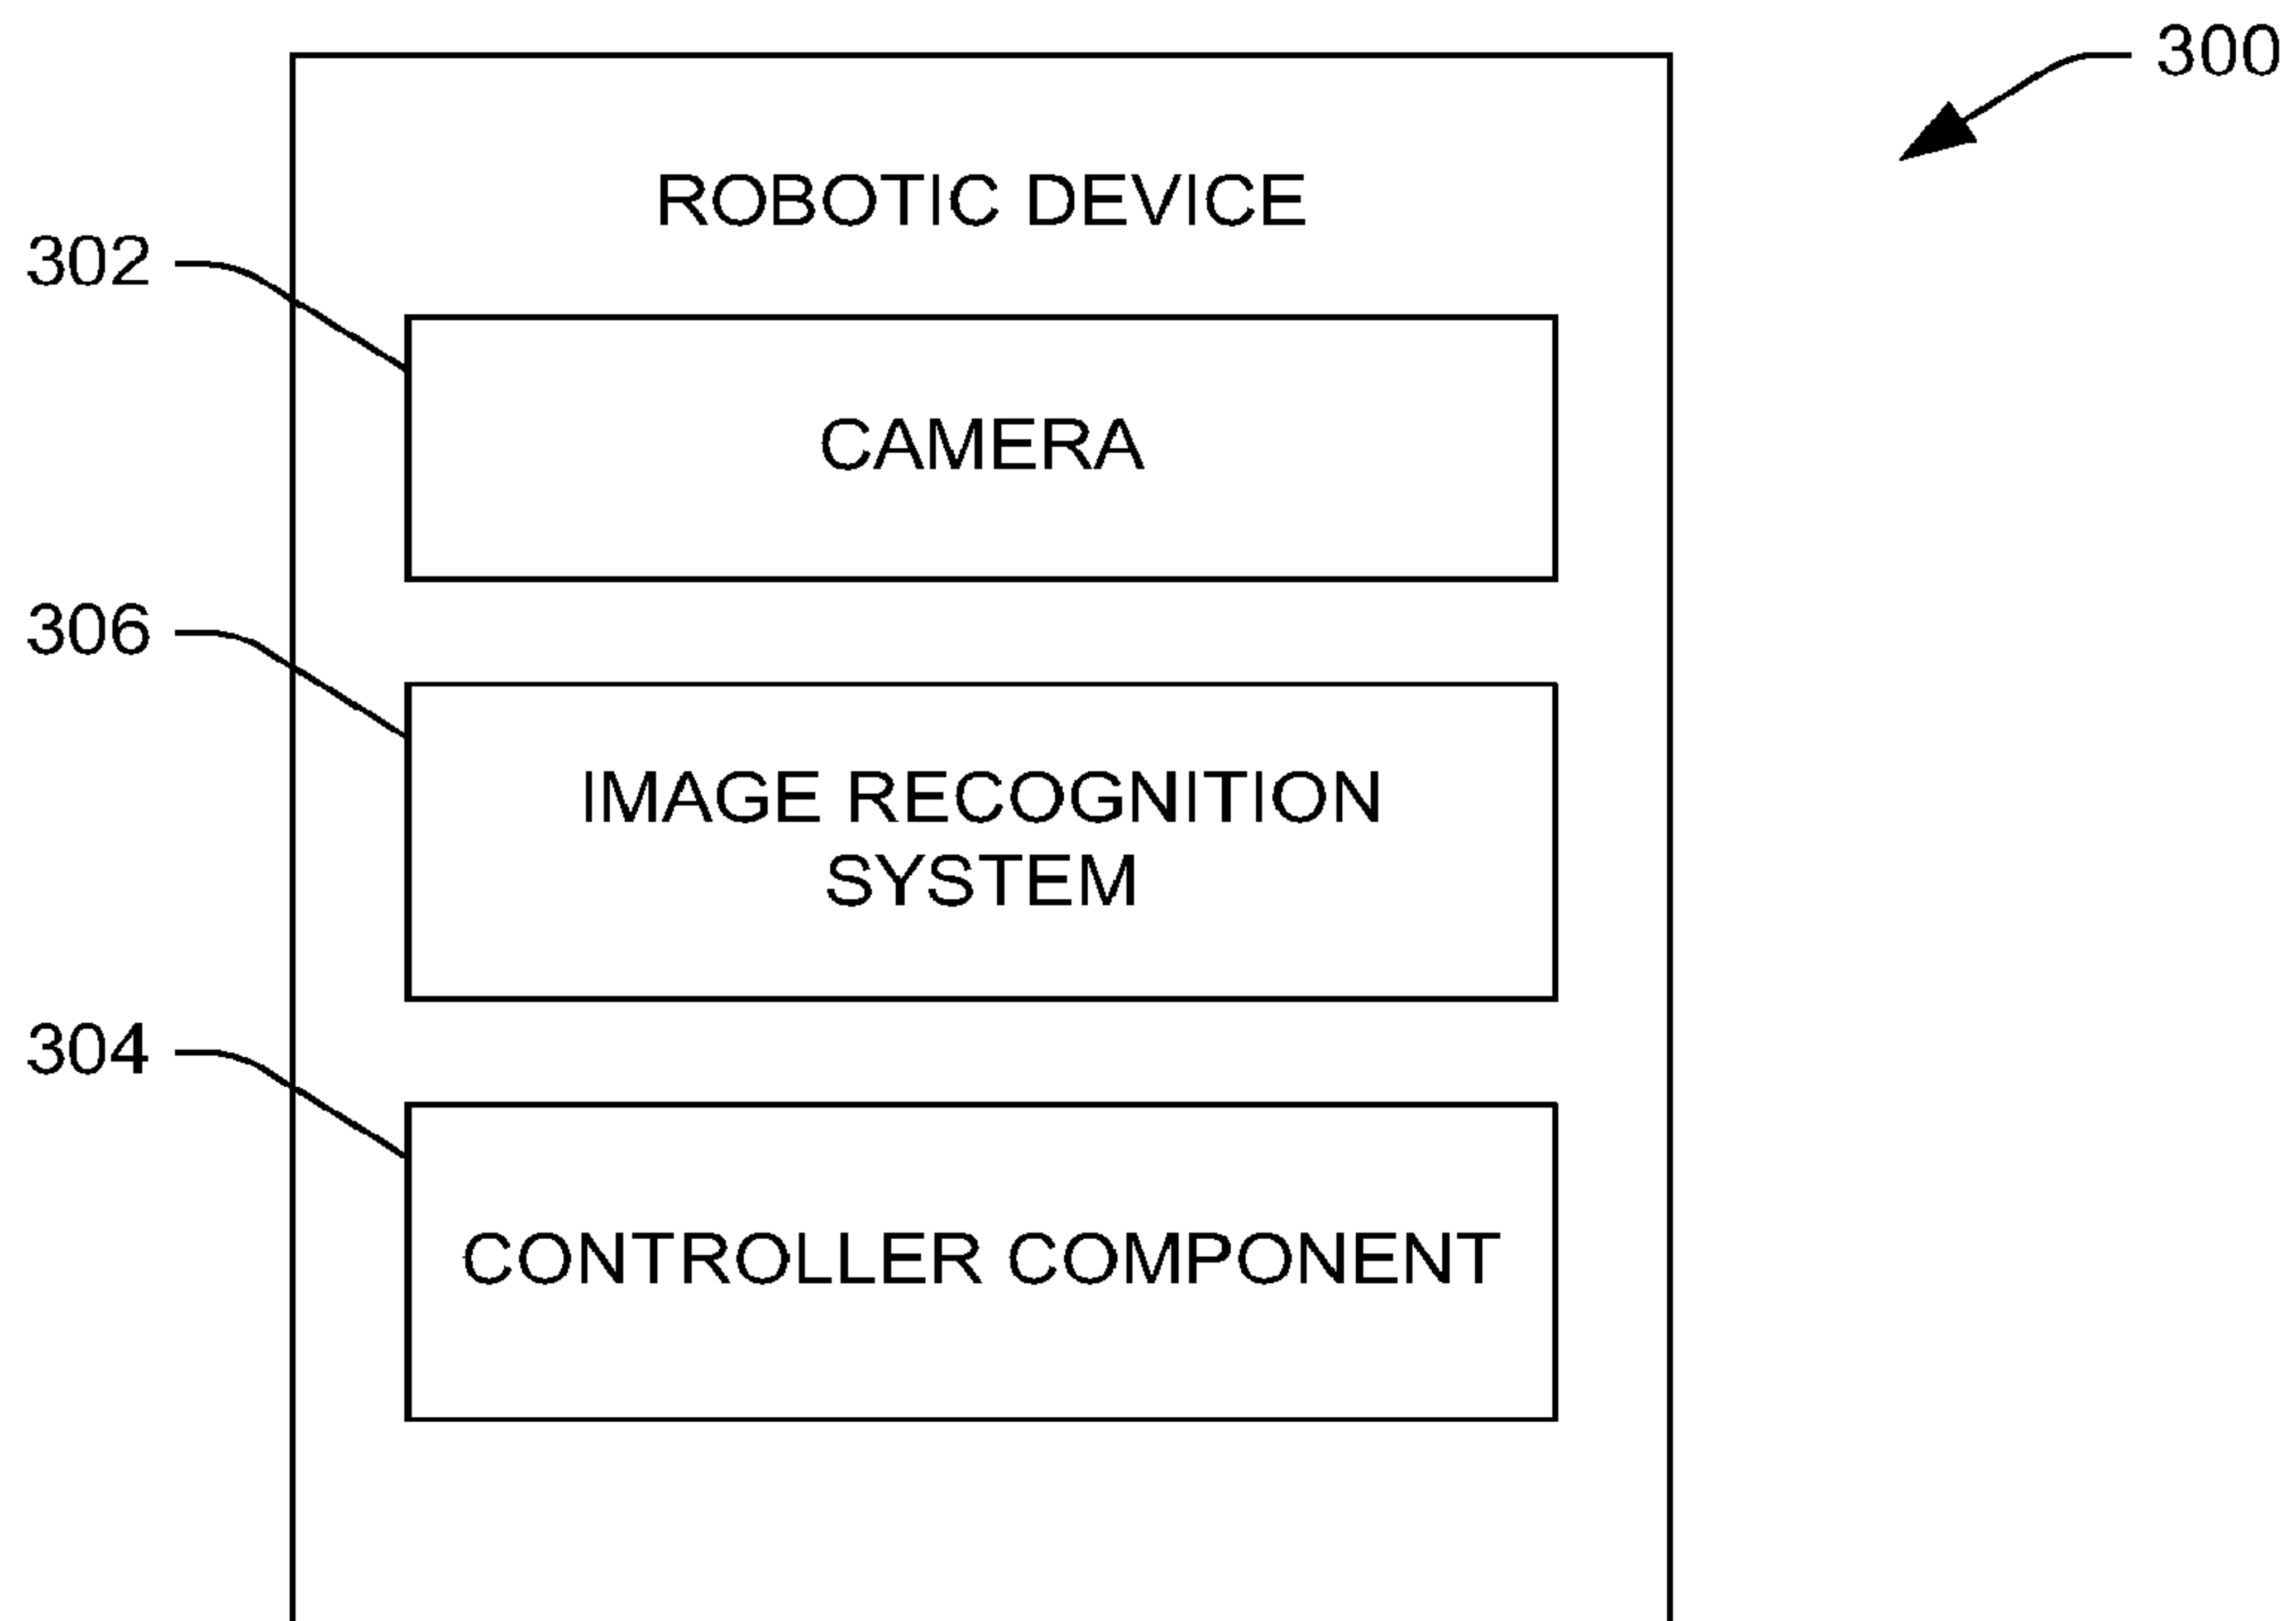 300
ROBOTIC DEVICE
302
CAMERA
306
IMAGE RECOGNITION
SYSTEM
304
CONTROLLER COMPONENT